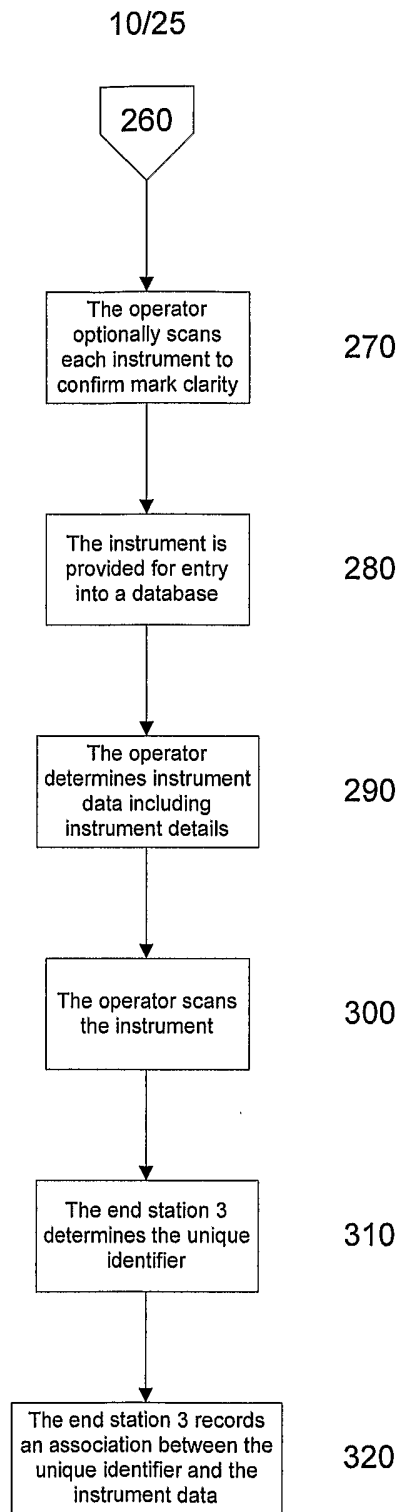 10/25
260
The operator
optionally scans
each instrument to
confirm mark clarity
270
The instrument is
provided for entry
into a database
280
The operator
determines instrument
data including
instrument details
290
The operator scans
the instrument
300
The end station 3
determines the unique
identifier
310
The end station 3 records
an association between the
unique identifier and the
instrument data
320